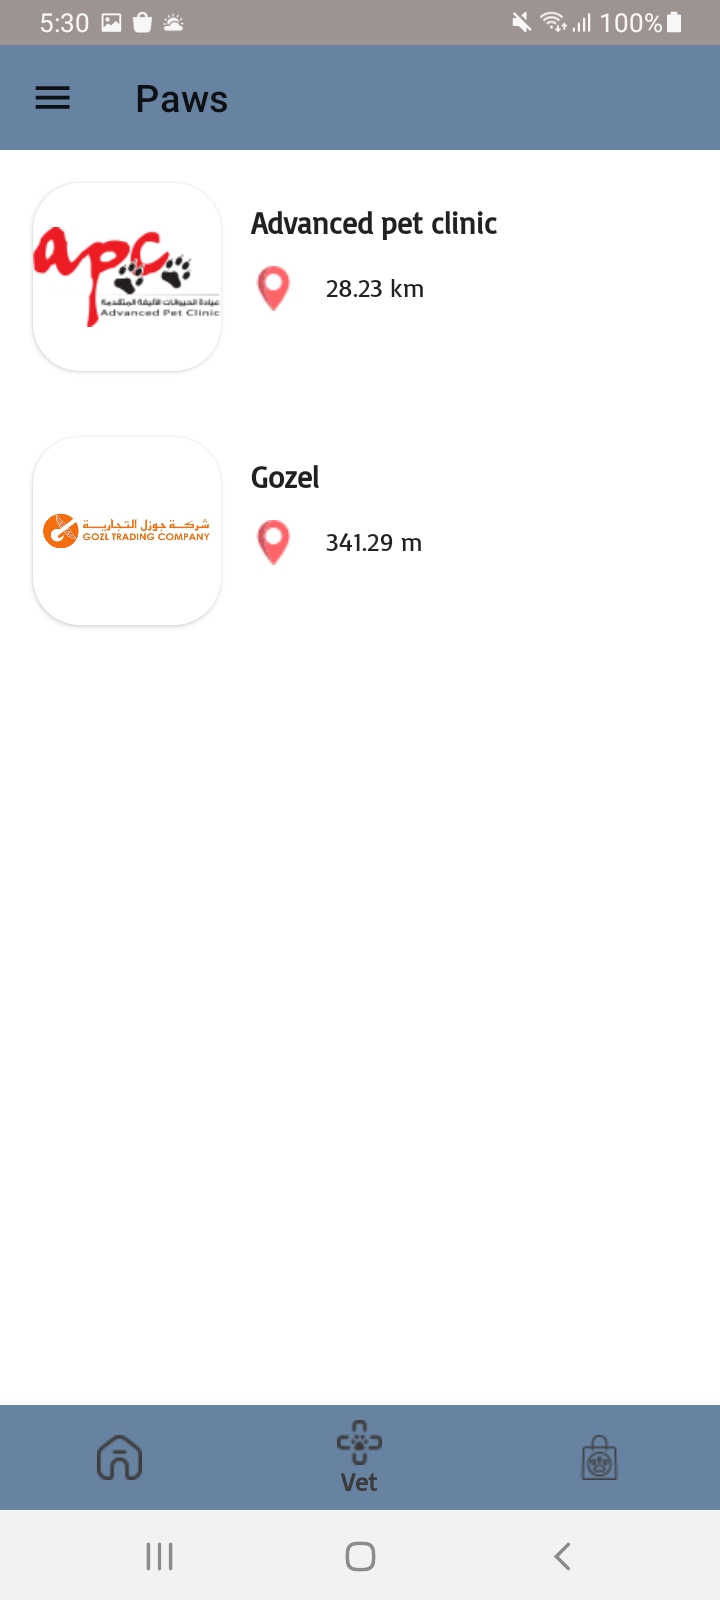 5:30
100%
Paws
apc
عيادة الحيوانات الأليفة المتقدمة
Advanced Pet Clinic
Advanced pet clinic
28.23 km
شركة جوزل التجارية
GOZL TRADING COMPANY
Gozel
341.29 m
Vet